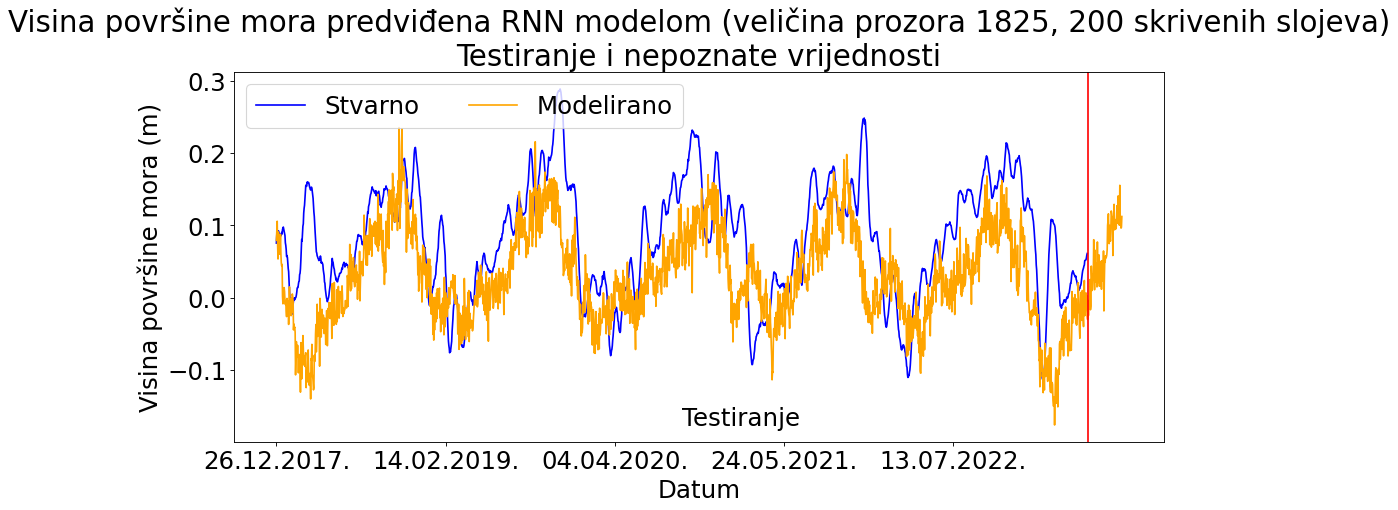 Visina površine mora predviđena RNN modelom (veličina prozora 1825, 200 skrivenih slojeva)
Testiranje i nepoznate vrijednosti
Stvarno
Modelirano
0.3
0.2
0.1
0.0
−0.1
Visina površine mora (m)
Testiranje
26.12.2017.
14.02.2019.
04.04.2020.
24.05.2021.
13.07.2022.
Datum